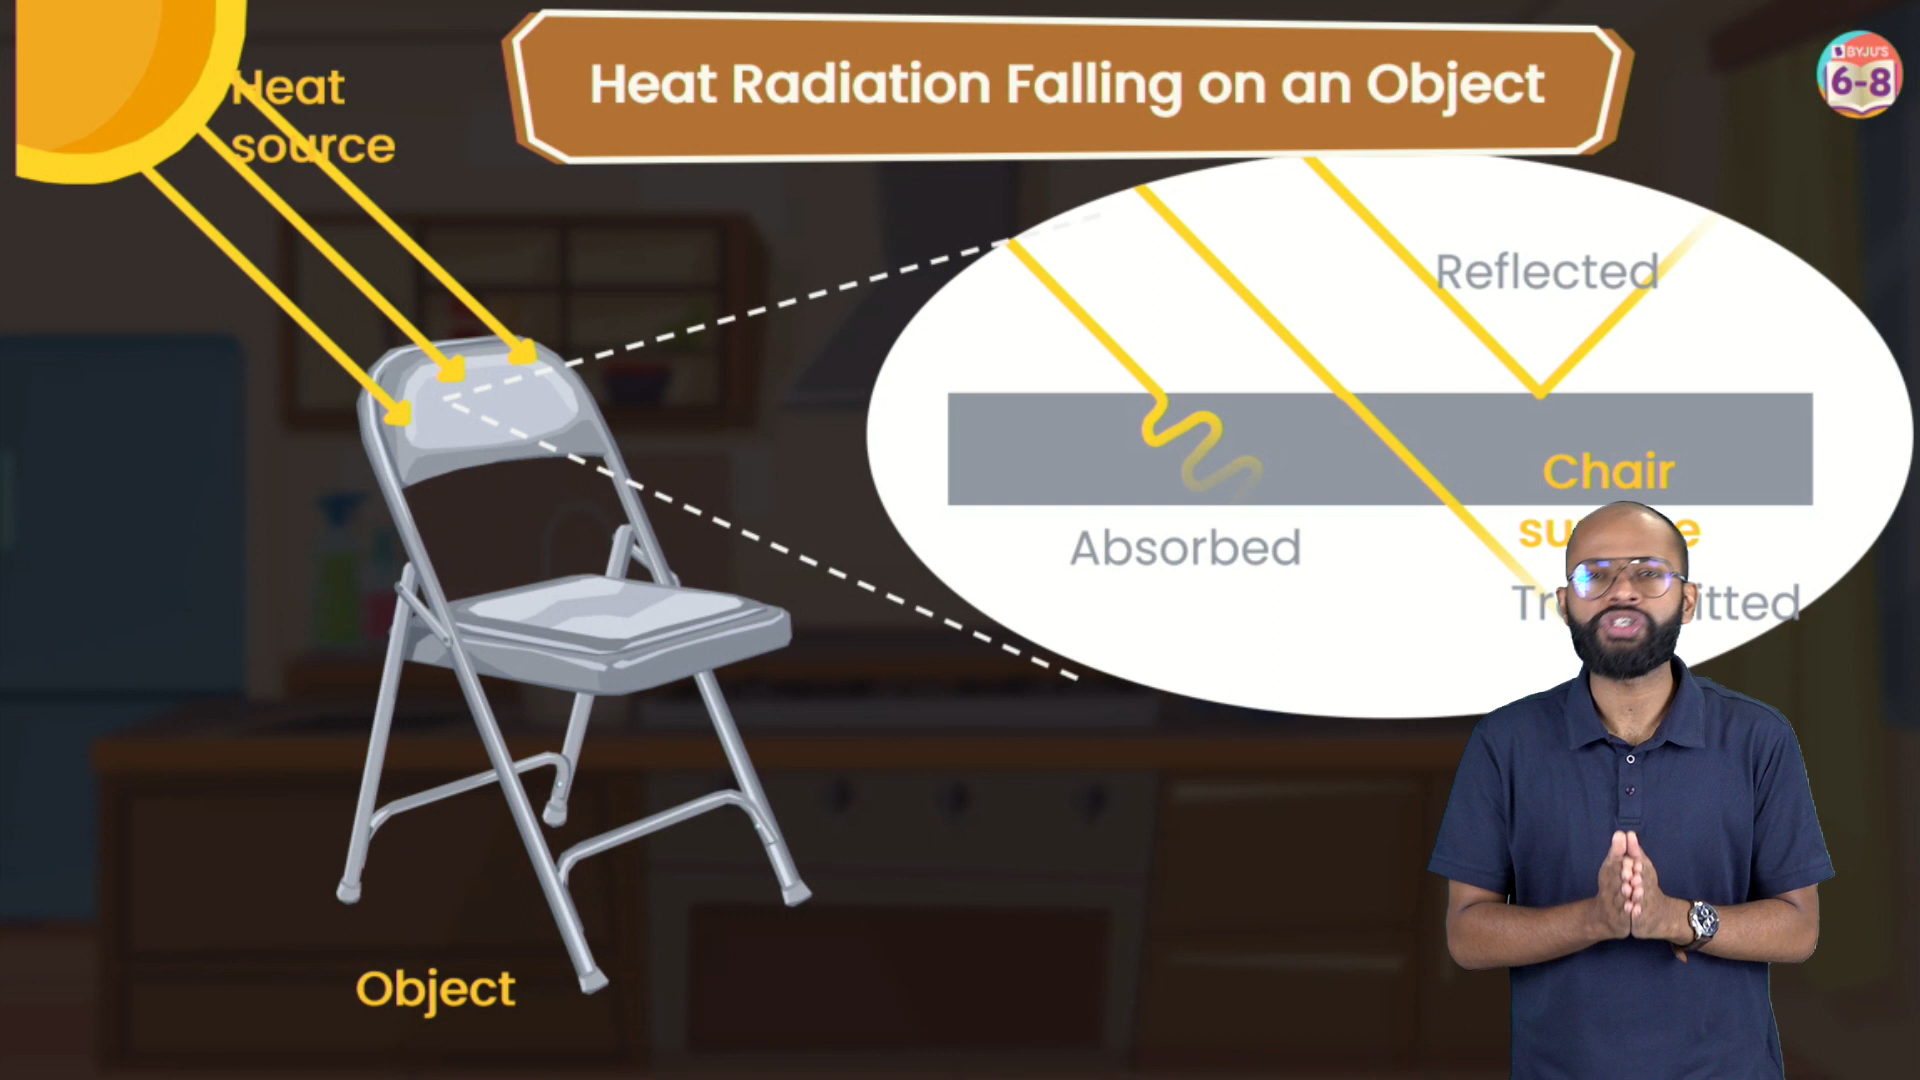 Heat
source
Heat Radiation Falling on an Object
BYJU'S
6-8
Reflected
Chair
Absorbed
Object